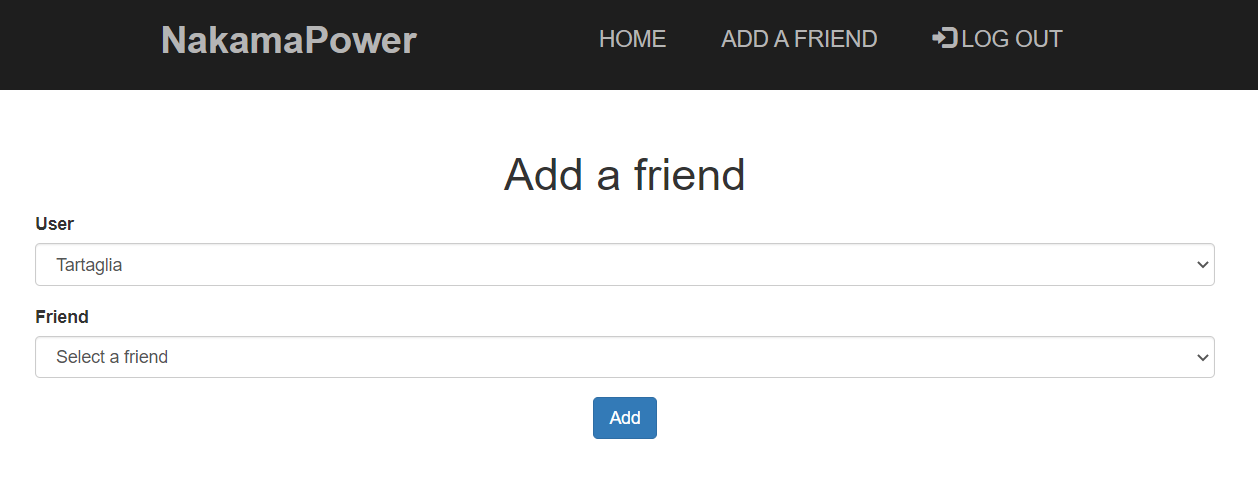 NakamaPower HOME ADD A FRIEND LOG OUT
Add a friend
User
Tartaglia
Friend
Select a friend
Add